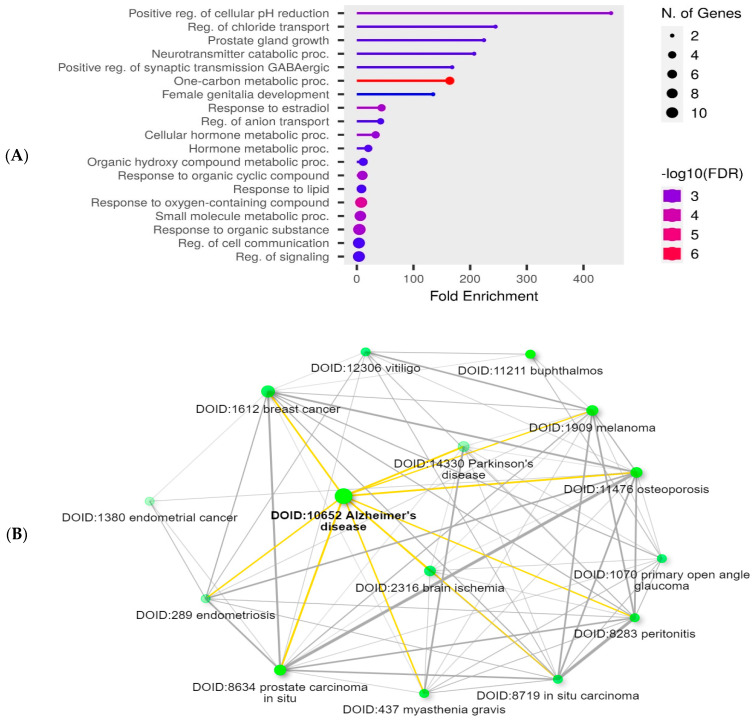 (A)
Positive reg. of cellular pH reduction
Reg. of chloride transport
Prostate gland growth
Neurotransmitter catabolic proc.
Positive reg. of synaptic transmission GABAergic
One-carbon metabolic proc.
Female genitalia development
Response to estradiol
Reg. of anion transport
Cellular hormone metabolic proc.
Hormone metabolic proc.
Organic hydroxy compound metabolic proc.
Response to organic cyclic compound
Response to lipid
Response to oxygen-containing compound
Small molecule metabolic proc.
Response to organic substance
Reg. of cell communication
Reg. of signaling
0 100 200 300 400
Fold Enrichment
N. of Genes
2
4
6
8
10
-log10(FDR)
3
4
5
6
(B)
DOID:12306 vitiligo
DOID:11211 buphthalmos
DOID:1612 breast cancer
DOID:1909 melanoma
DOID:14330 Parkinson's
disease
DOID:11476 osteoporosis
DOID:1380 endometrial cancer
DOID:10652 Alzheimer's
disease
DOID:1070 primary open angle
glaucoma
DOID:2316 brain ischemia
DOID:289 endometriosis
DOID:8283 peritonitis
DOID:8634 prostate carcinoma
in situ
DOID:8719 in situ carcinoma
DOID:437 myasthenia gravis